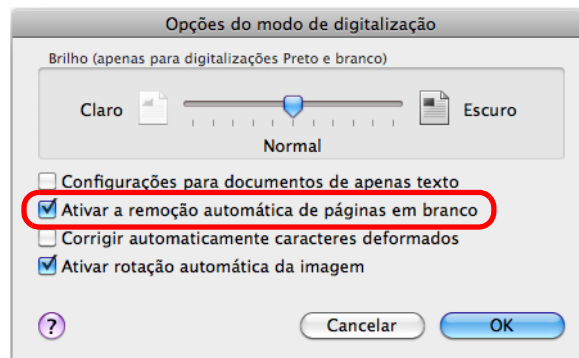 Opções do modo de digitalização
Brilho (apenas para digitalizações Preto e branco)
Claro Escuro
Normal
Configurações para documentos de apenas texto
Ativar a remoção automática de páginas em branco
Corrigir automaticamente caracteres deformados
Ativar rotação automática da imagem
? Cancelar OK